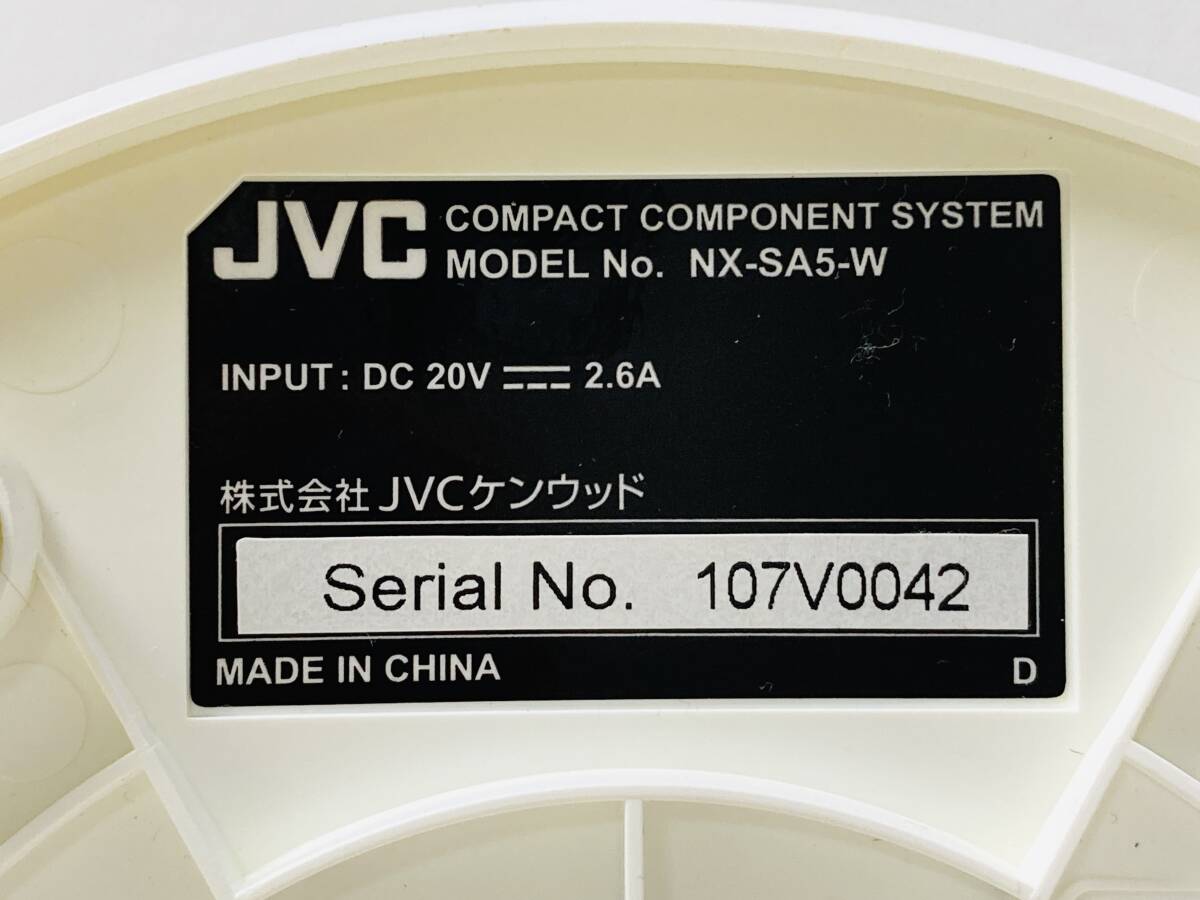 JVC COMPACT COMPONENT SYSTEM
MODEL No. NX-SA5-W
INPUT : DC 20V ⎓ 2.6A
株式会社 JVCケンウッド
Serial No. 107V0042
MADE IN CHINA D